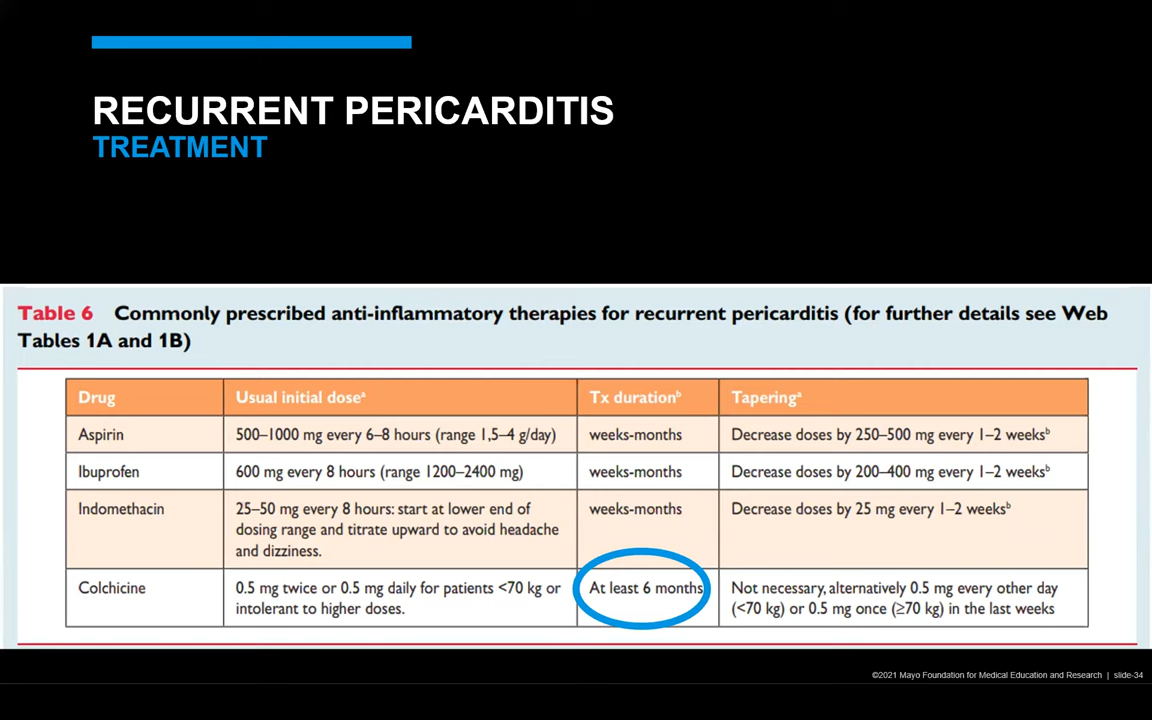 RECURRENT PERICARDITIS
TREATMENT
Table 6 Commonly prescribed anti-inflammatory therapies for recurrent pericarditis (for further details see Web
Tables 1A and 1B)
Drug Usual initial doseᵃ Tx durationᵇ Taperingᵃ
Aspirin 500–1000 mg every 6–8 hours (range 1,5–4 g/day) weeks-months Decrease doses by 250–500 mg every 1–2 weeksᵇ
Ibuprofen 600 mg every 8 hours (range 1200–2400 mg) weeks-months Decrease doses by 200–400 mg every 1–2 weeksᵇ
Indomethacin 25–50 mg every 8 hours: start at lower end of weeks-months Decrease doses by 25 mg every 1–2 weeksᵇ
dosing range and titrate upward to avoid headache
and dizziness.
Colchicine 0.5 mg twice or 0.5 mg daily for patients <70 kg or At least 6 months Not necessary, alternatively 0.5 mg every other day
intolerant to higher doses. (<70 kg) or 0.5 mg once (≥70 kg) in the last weeks
©2021 Mayo Foundation for Medical Education and Research | slide-34